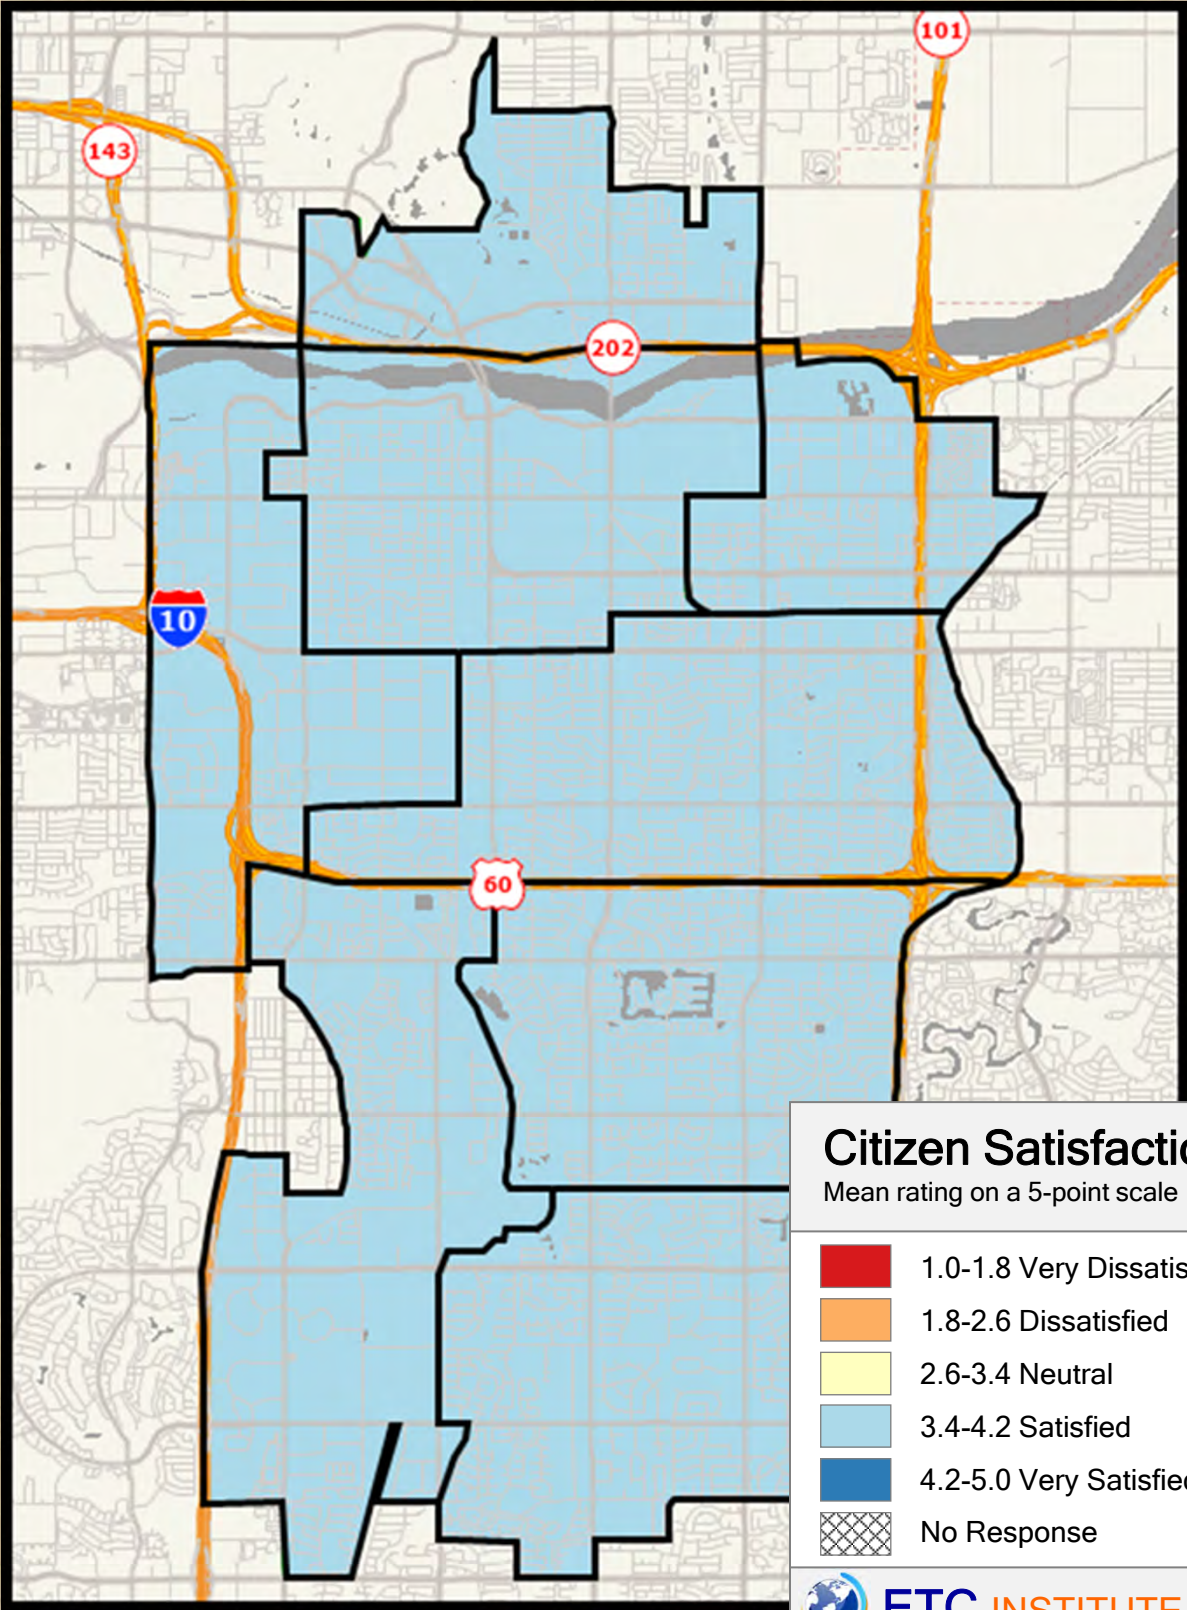 101
143
202
10
60
Citizen Satisfactio
Mean rating on a 5-point scale
1.0-1.8 Very Dissatis
1.8-2.6 Dissatisfied
2.6-3.4 Neutral
3.4-4.2 Satisfied
4.2-5.0 Very Satisfied
No Response
ETC INSTITUTE